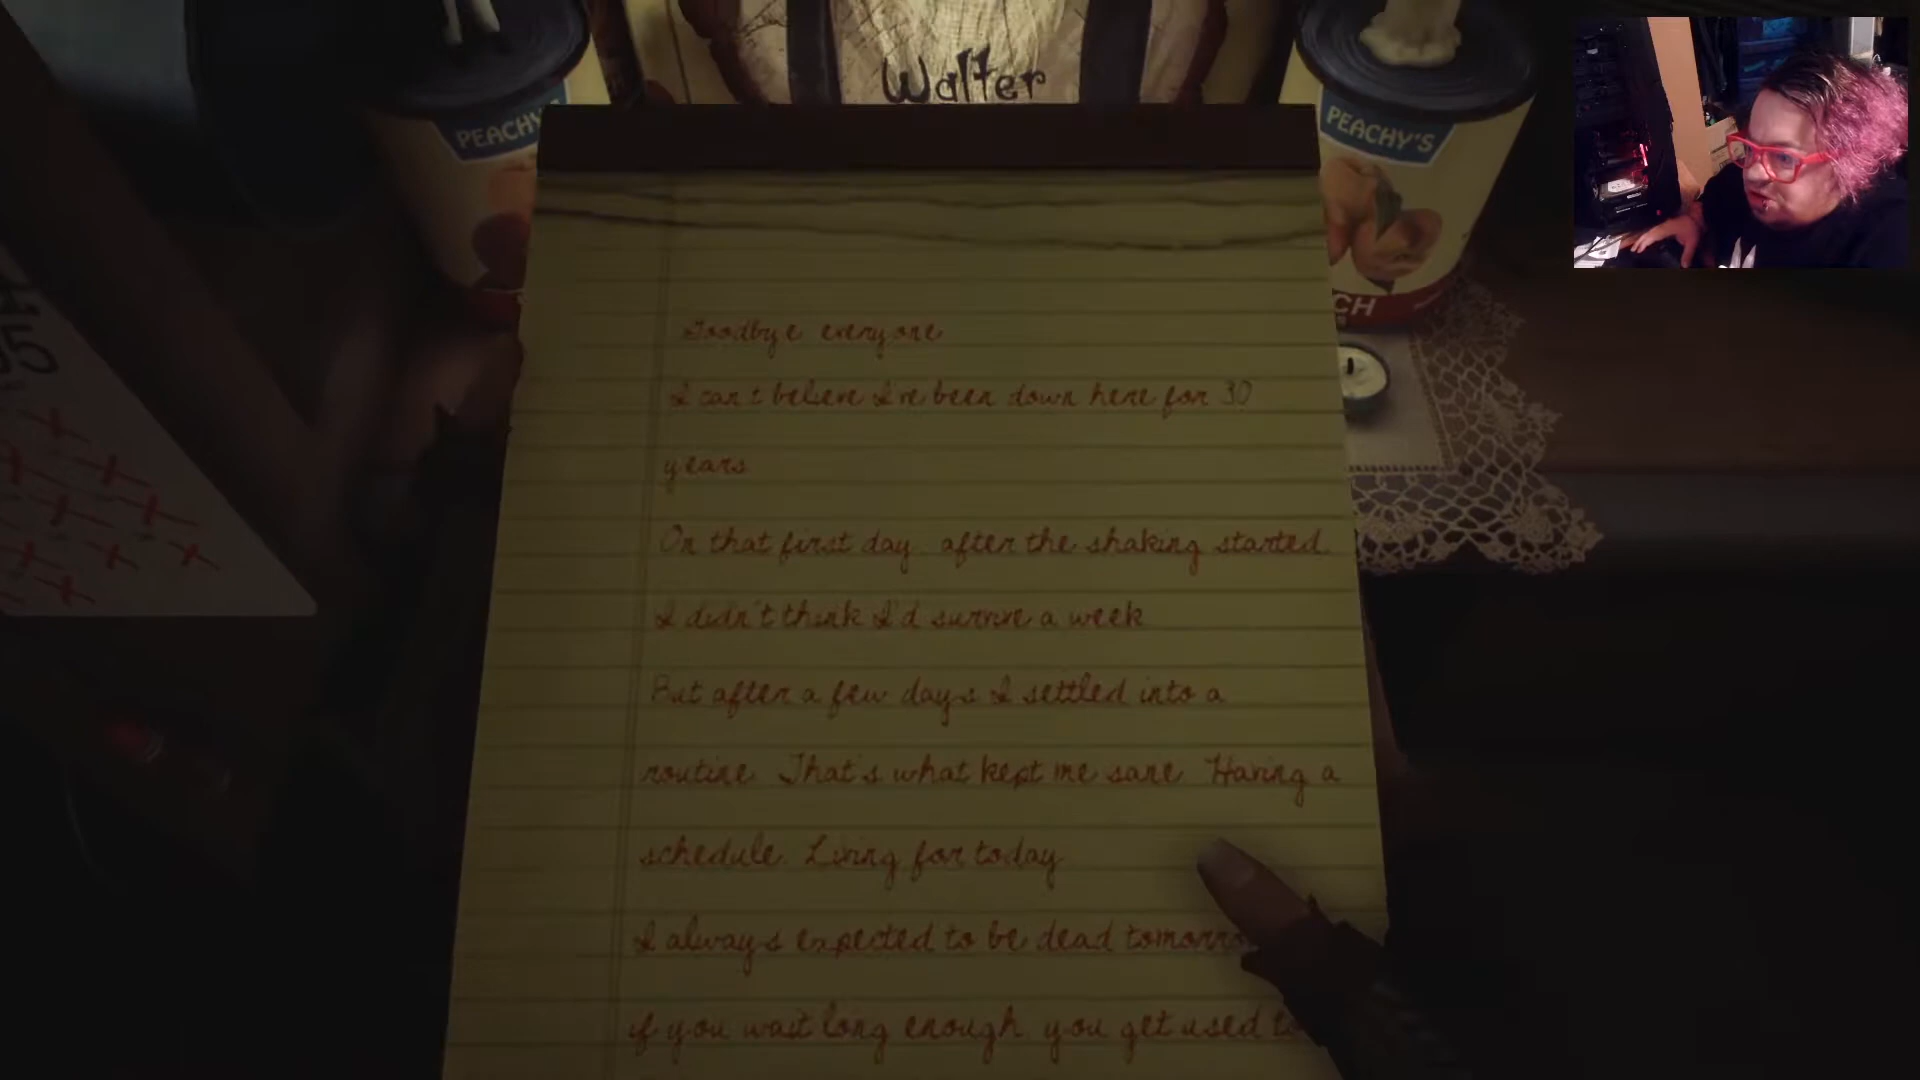 Walter
PEACHY'S
PEACHY'S
CH
Goodbye everyone
I can't believe I've been down here for 30
years
On that first day after the shaking started
I didn't think I'd survive a week
But after a few days I settled into a
routine. That's what kept me sane. Having a
schedule. Living for today
I always expected to be dead
if you wait long enough you get used